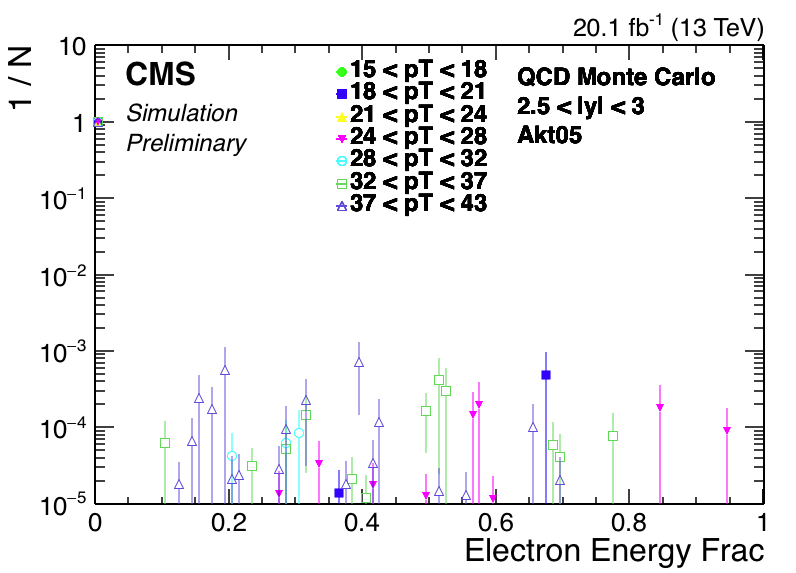 20.1 fb⁻¹ (13 TeV)
1 / N
CMS
Simulation
Preliminary
15 < pT < 18
18 < pT < 21
21 < pT < 24
24 < pT < 28
28 < pT < 32
32 < pT < 37
37 < pT < 43
QCD Monte Carlo
2.5 < |y| < 3
Akt05
10
1
10⁻¹
10⁻²
10⁻³
10⁻⁴
10⁻⁵
0 0.2 0.4 0.6 0.8 1
Electron Energy Frac